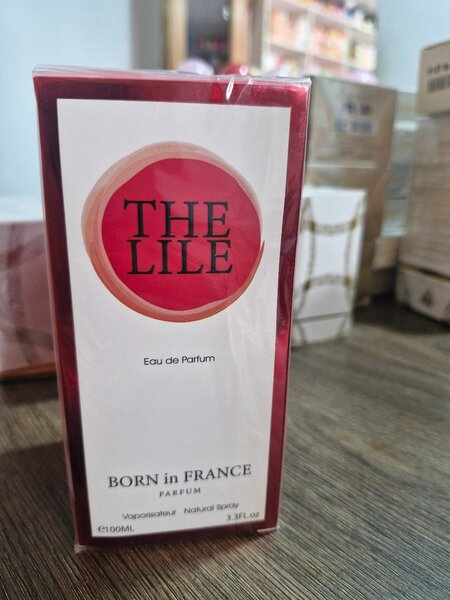 THE
LILE
Eau de Parfum
BORN in FRANCE
PARFUM
Vaporisateur Natural Spray
e100ML 3.3FL.oz